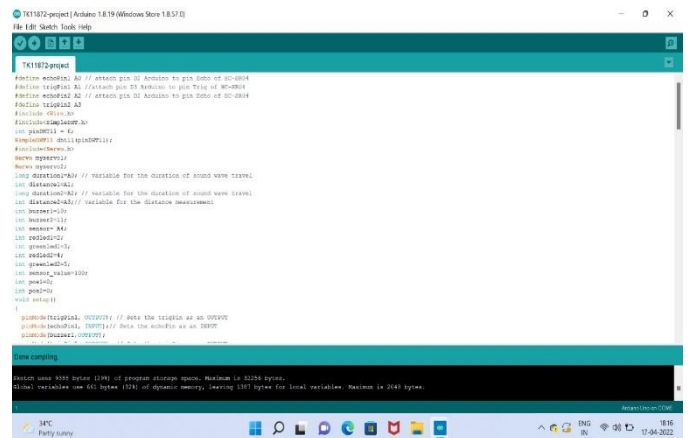 TK11872-project | Arduino 1.8.19 (Windows Store 1.8.57.0)
File Edit Sketch Tools Help
TK11872-project
#define echoPin1 A0 // attach pin D2 Arduino to pin Echo of HC-SR04
#define trigPin1 A1 //attach pin D3 Arduino to pin Trig of HC-SR04
#define echoPin2 A2 // attach pin D2 Arduino to pin Echo of HC-SR04
#define trigPin2 A3
#include <Wire.h>
#include<SimpleDHT.h>
int pinDHT11 = 6;
SimpleDHT11 dht11(pinDHT11);
#include<Servo.h>
Servo myservo1;
Servo myservo2;
long duration1=A0; // variable for the duration of sound wave travel
int distance1=A1;
long duration2=A2; // variable for the duration of sound wave travel
int distance2=A3;// variable for the distance measurement
int buzzer1=10;
int buzzer2=11;
int sensor= A4;
int redled1=2;
int greenled1=3;
int redled2=4;
int greenled2=5;
int sensor_value=300;
int pos1=0;
int pos2=0;
void setup()
{
pinMode(trigPin1, OUTPUT); // Sets the trigPin as an OUTPUT
pinMode(echoPin1, INPUT);// Sets the echoPin as an INPUT
pinMode(buzzer1,OUTPUT);
Done compiling.
Sketch uses 9388 bytes (29%) of program storage space. Maximum is 32256 bytes.
Global variables use 661 bytes (32%) of dynamic memory, leaving 1387 bytes for local variables. Maximum is 2048 bytes.
1
Arduino Uno on COM6
34°C
Partly sunny
ENG
IN
18:16
17-04-2022